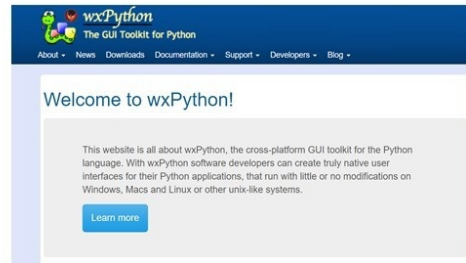 wxPython
The GUI Toolkit for Python
About News Downloads Documentation Support Developers Blog
Welcome to wxPython!
This website is all about wxPython, the cross-platform GUI toolkit for the Python
language. With wxPython software developers can create truly native user
interfaces for their Python applications, that run with little or no modifications on
Windows, Macs and Linux or other unix-like systems.
Learn more